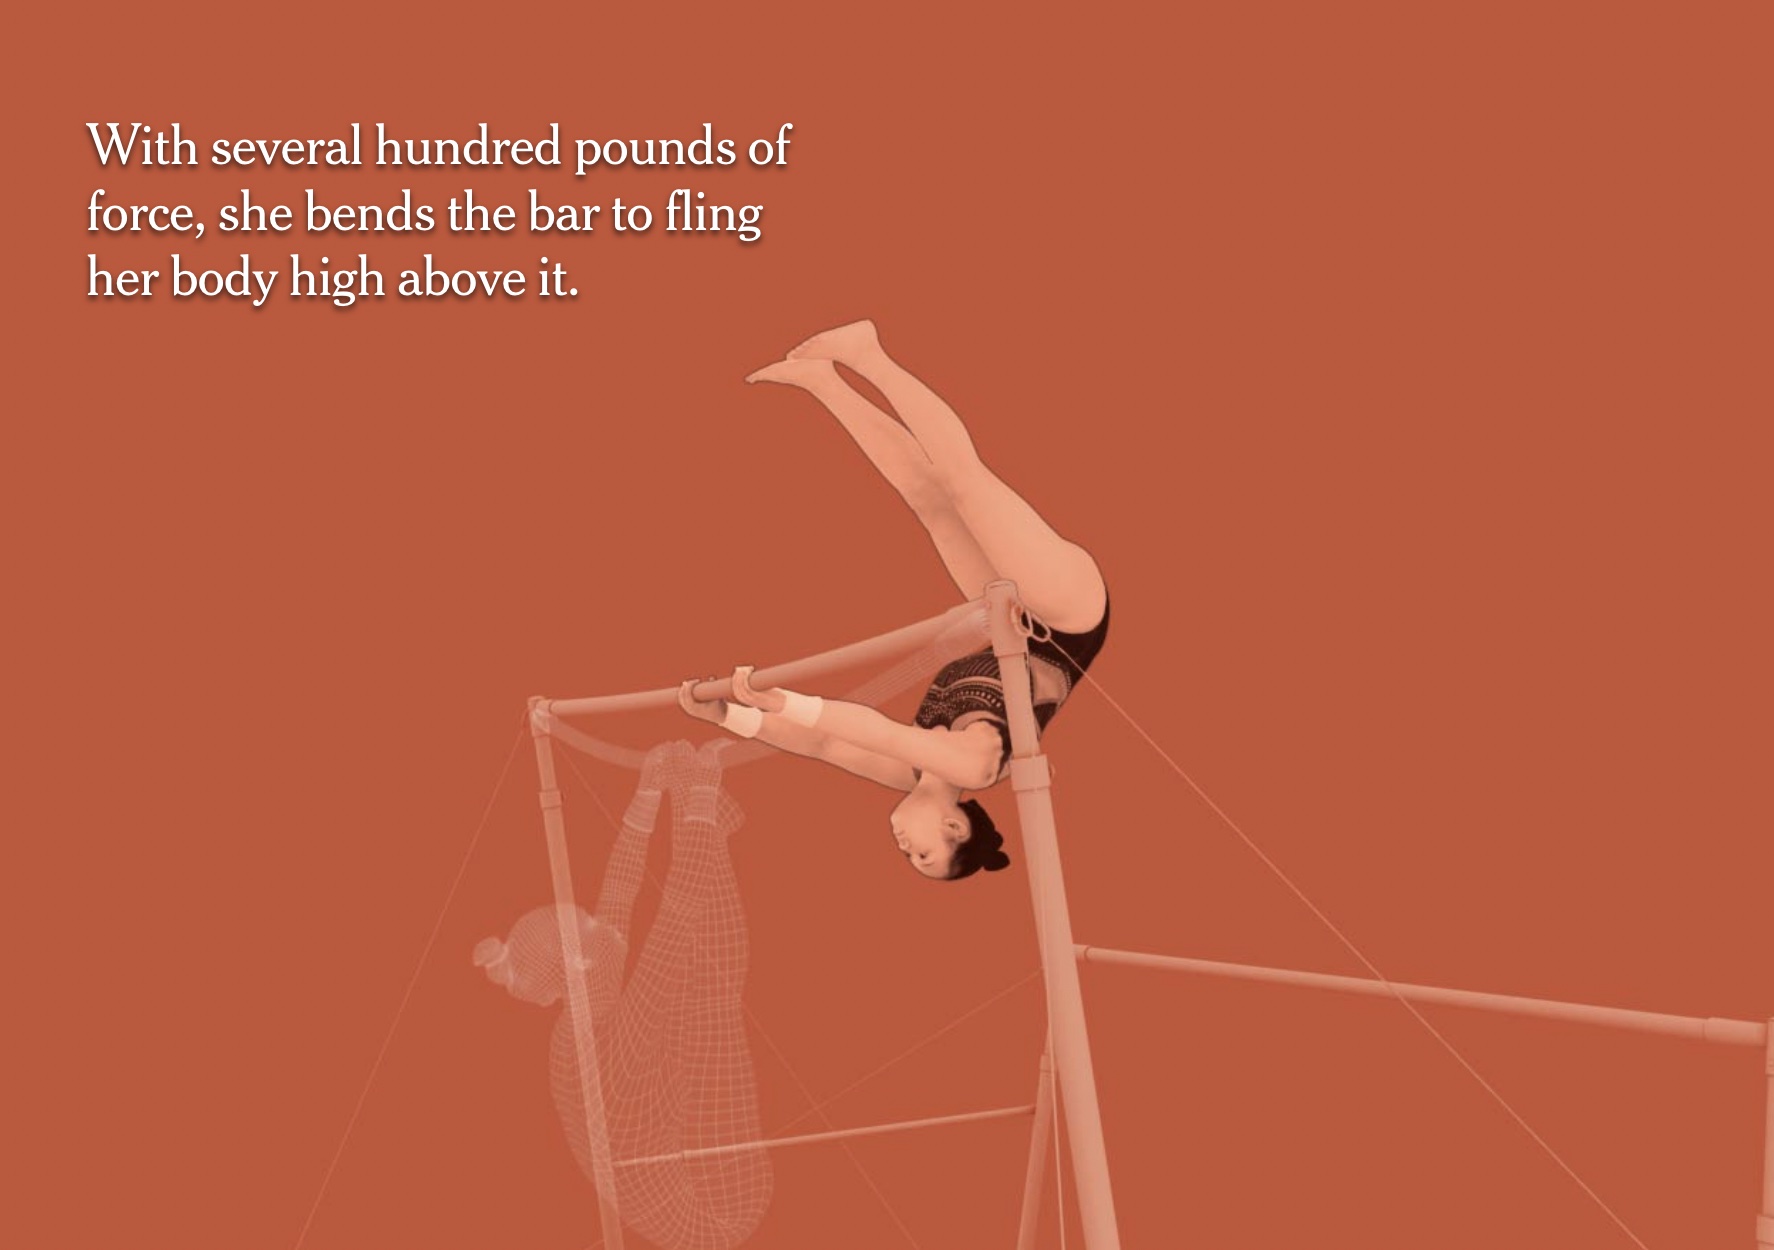 With several hundred pounds of
force, she bends the bar to fling
her body high above it.